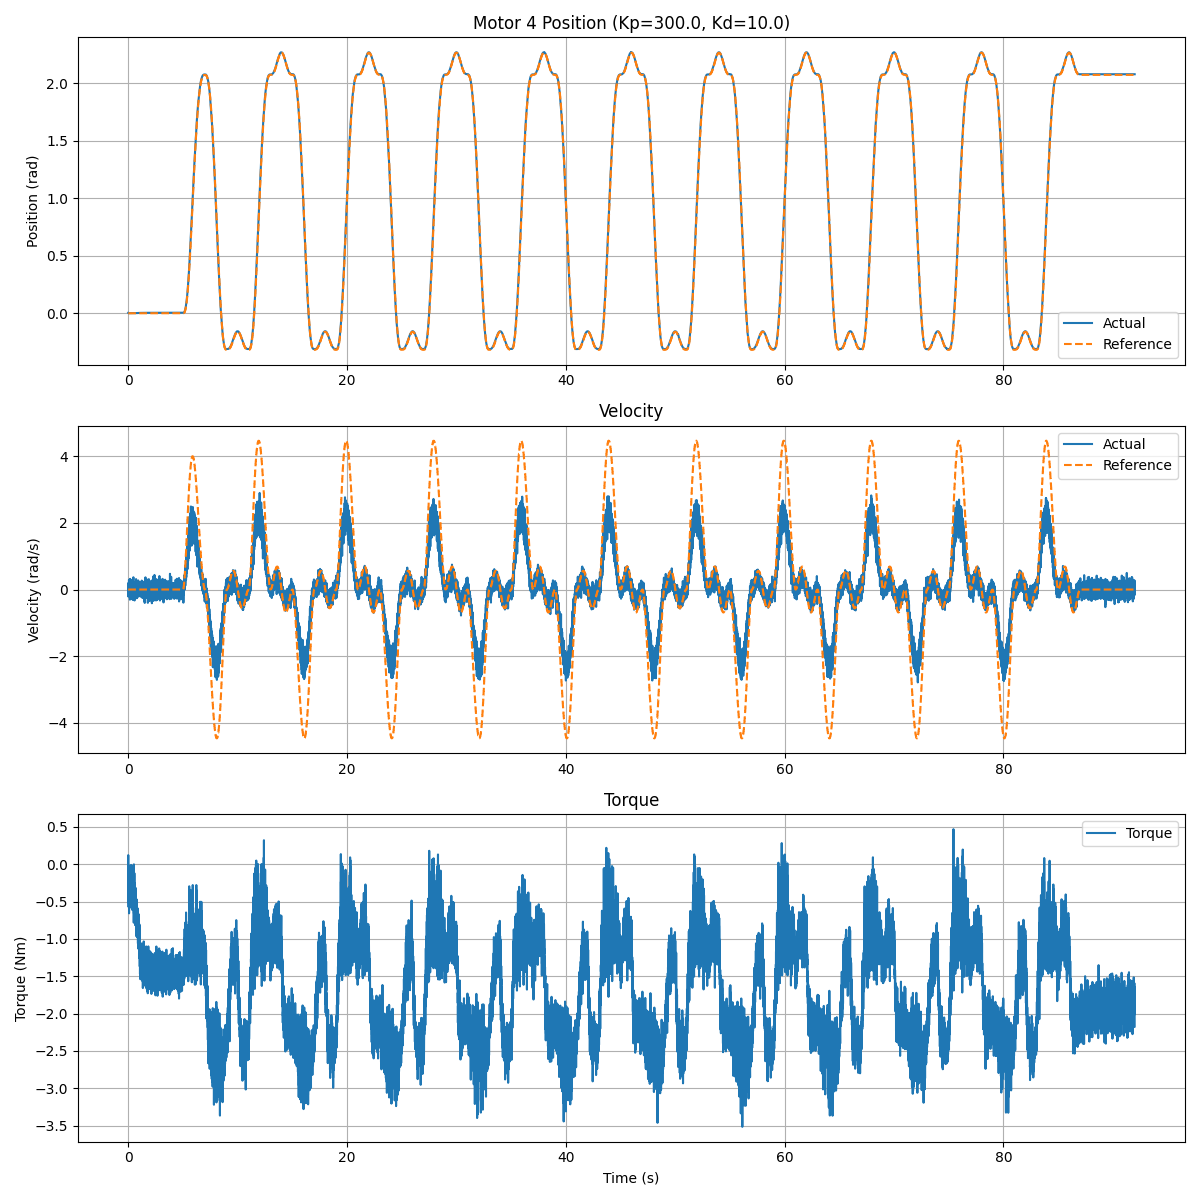 Motor 4 Position (Kp=300.0, Kd=10.0)
2.0
1.5
1.0
0.5
0.0
Position (rad)
Actual
Reference
0 20 40 60 80
Velocity
4
2
0
−2
−4
Velocity (rad/s)
Actual
Reference
0 20 40 60 80
Torque
0.5
0.0
−0.5
−1.0
−1.5
−2.0
−2.5
−3.0
−3.5
Torque (Nm)
Torque
0 20 40 60 80
Time (s)